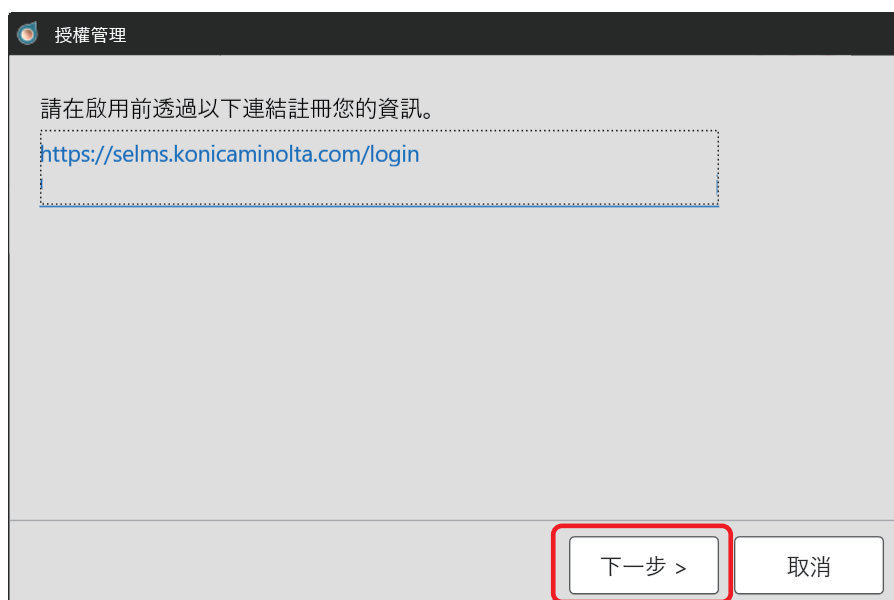 授權管理
請在啟用前透過以下連結註冊您的資訊。
https://selms.konicaminolta.com/login
下一步 >
取消